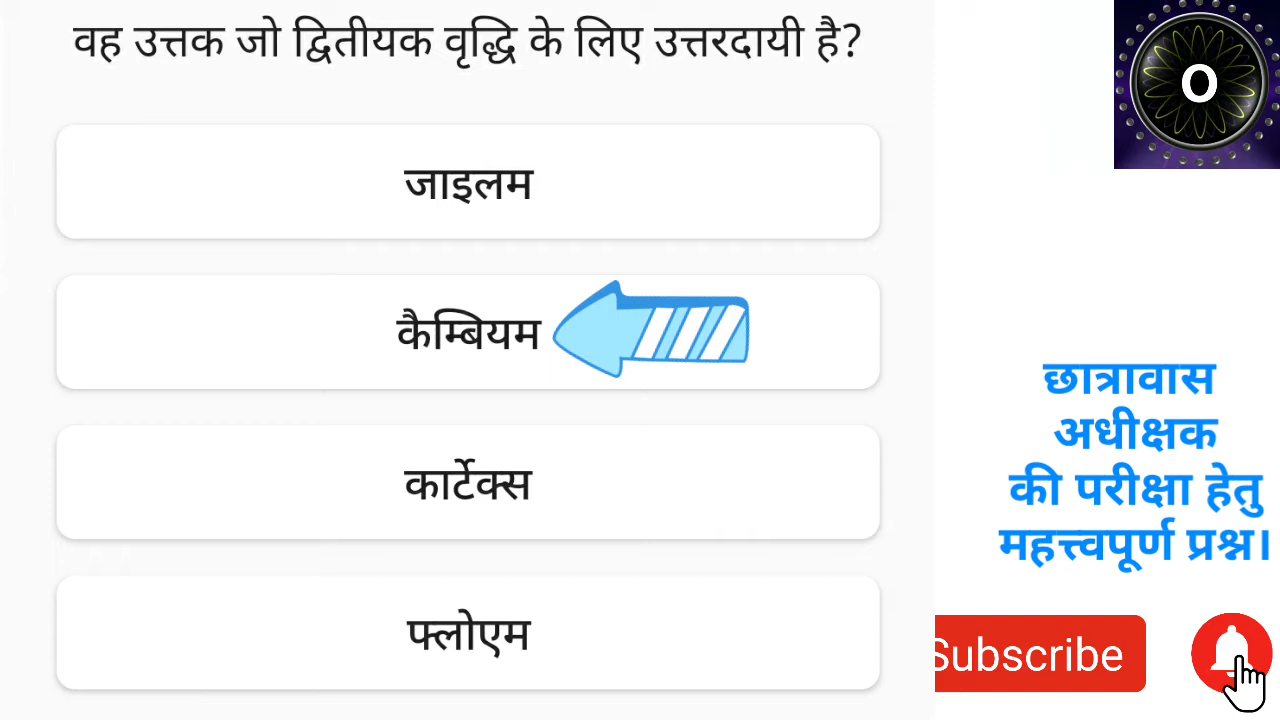 वह उत्तक जो द्वितीयक वृद्धि के लिए उत्तरदायी है?
जाइलम
कैम्बियम
कार्टेक्स
फ्लोएम
O
छात्रावास
अधीक्षक
की परीक्षा हेतु
महत्त्वपूर्ण प्रश्न।
Subscribe